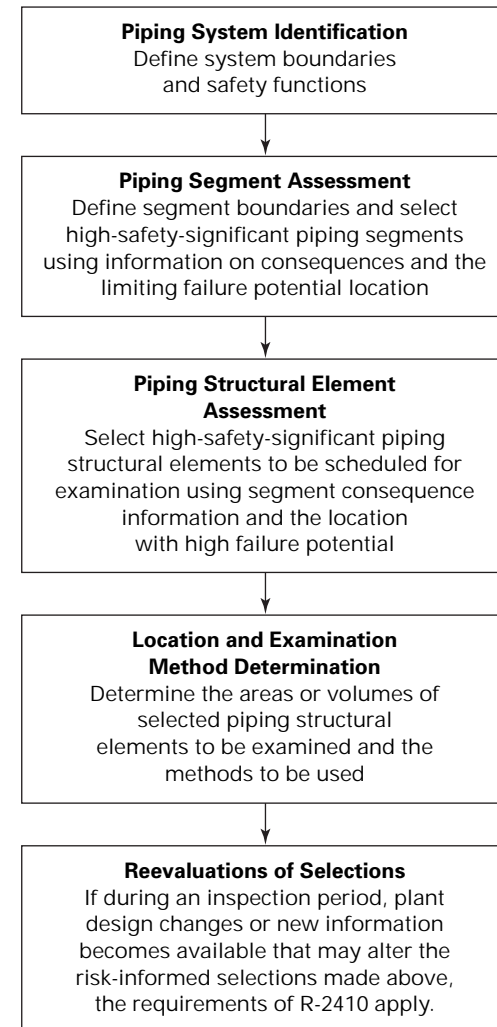 Piping System Identification
Define system boundaries
and safety functions
Piping Segment Assessment
Define segment boundaries and select
high-safety-significant piping segments
using information on consequences and the
limiting failure potential location
Piping Structural Element
Assessment
Select high-safety-significant piping
structural elements to be scheduled for
examination using segment consequence
information and the location
with high failure potential
Location and Examination
Method Determination
Determine the areas or volumes of
selected piping structural
elements to be examined and the
methods to be used
Reevaluations of Selections
If during an inspection period, plant
design changes or new information
becomes available that may alter the
risk-informed selections made above,
the requirements of R-2410 apply.